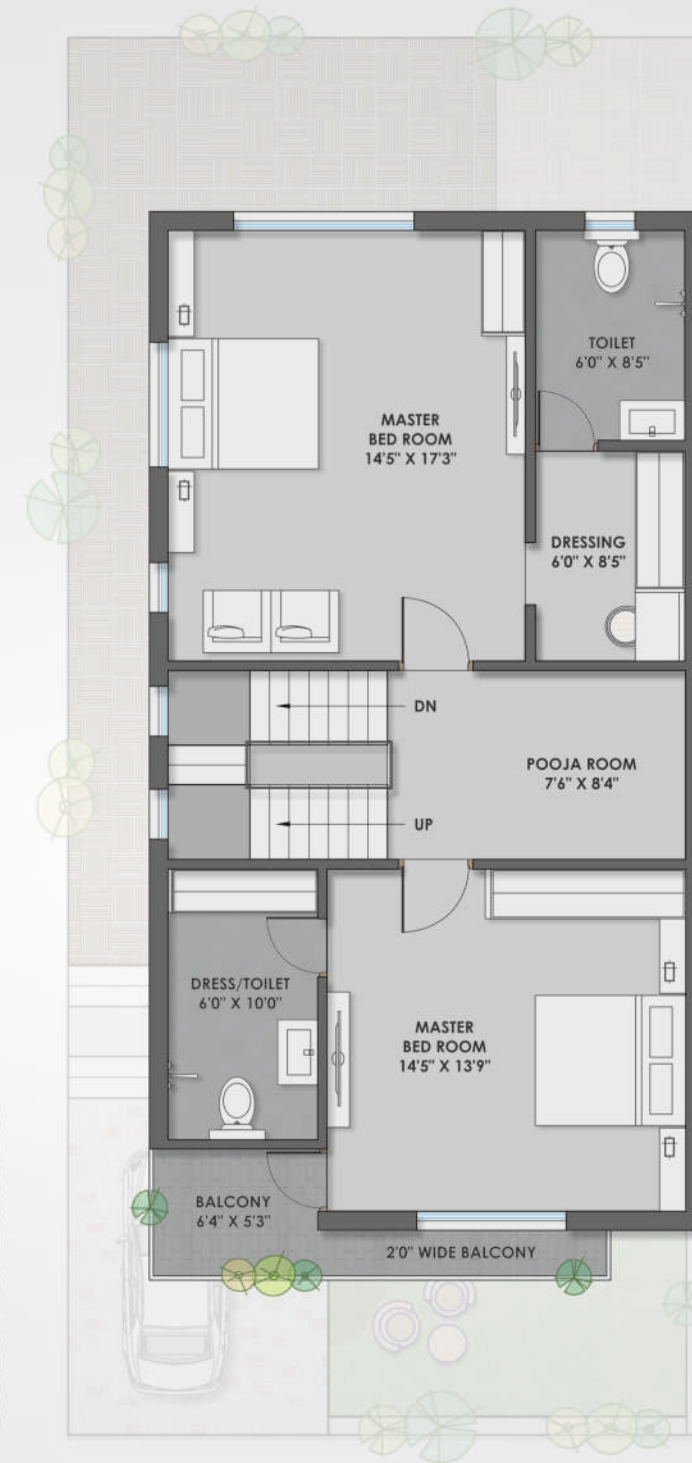 TOILET
6'0" X 8'5"
MASTER
BED ROOM
14'5" X 17'3"
DRESSING
6'0" X 8'5"
DN
POOJA ROOM
7'6" X 8'4"
UP
DRESS/TOILET
6'0" X 10'0"
MASTER
BED ROOM
14'5" X 13'9"
BALCONY
6'4" X 5'3"
2'0" WIDE BALCONY